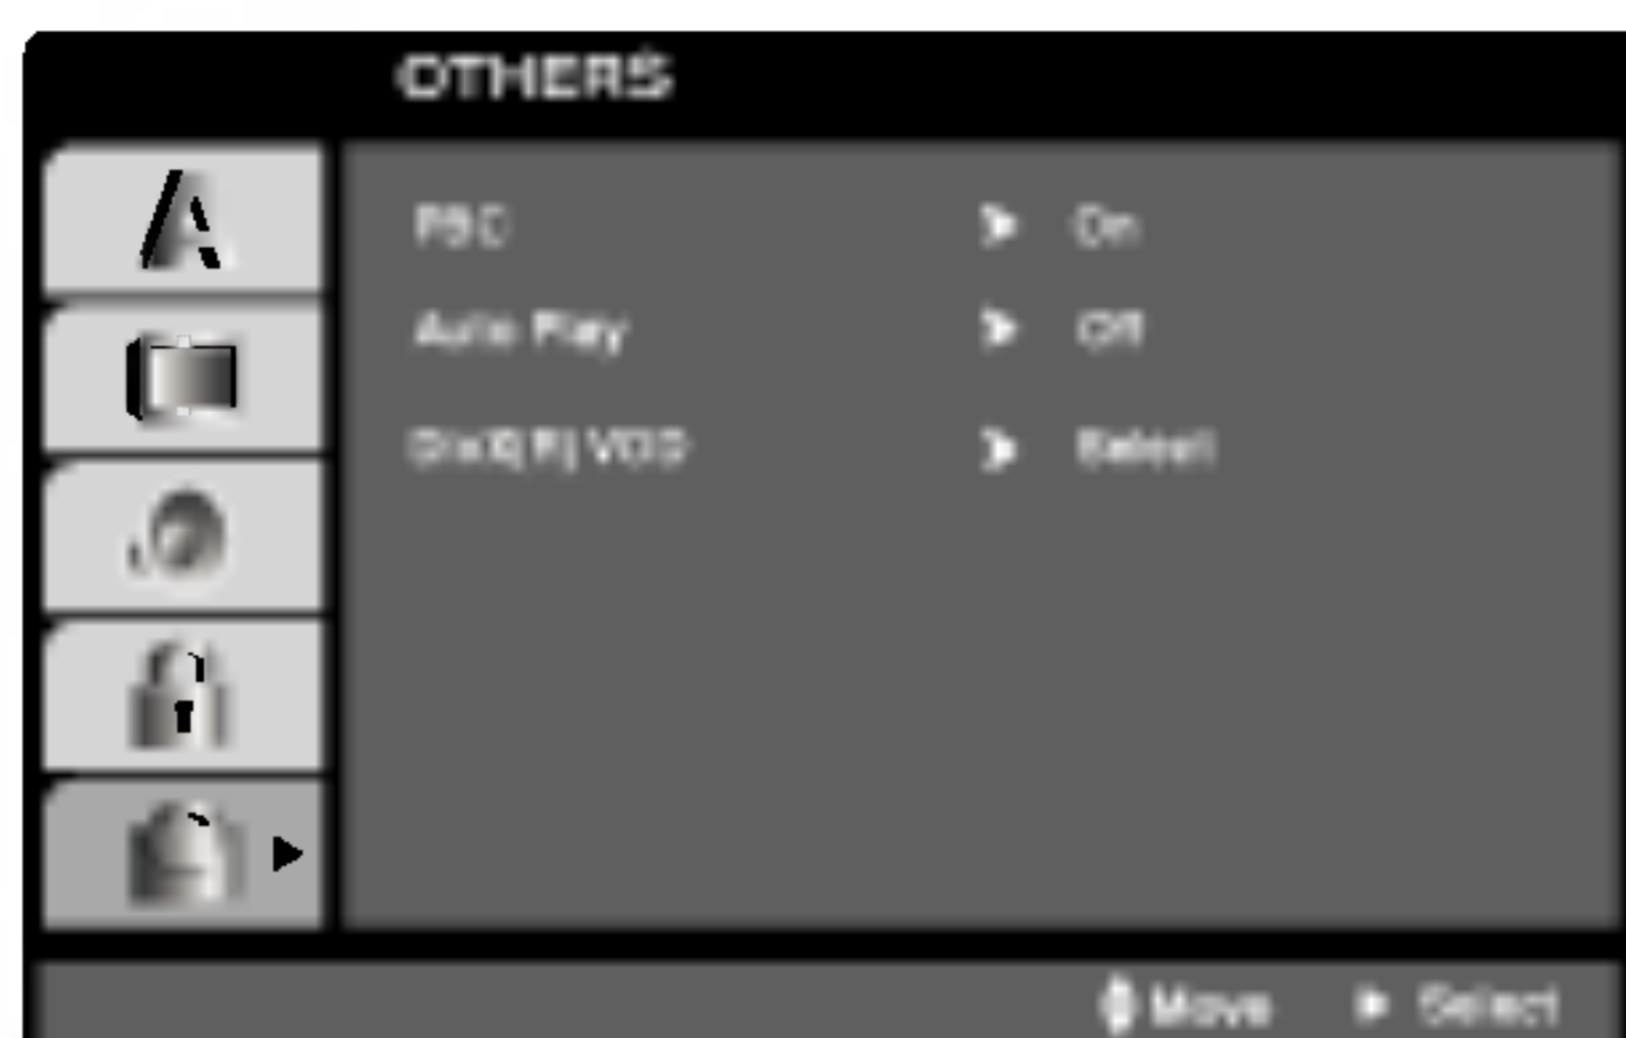 OTHERS
A
PBC On
Auto Play Off
DivX(R) VOD Select
Move Select